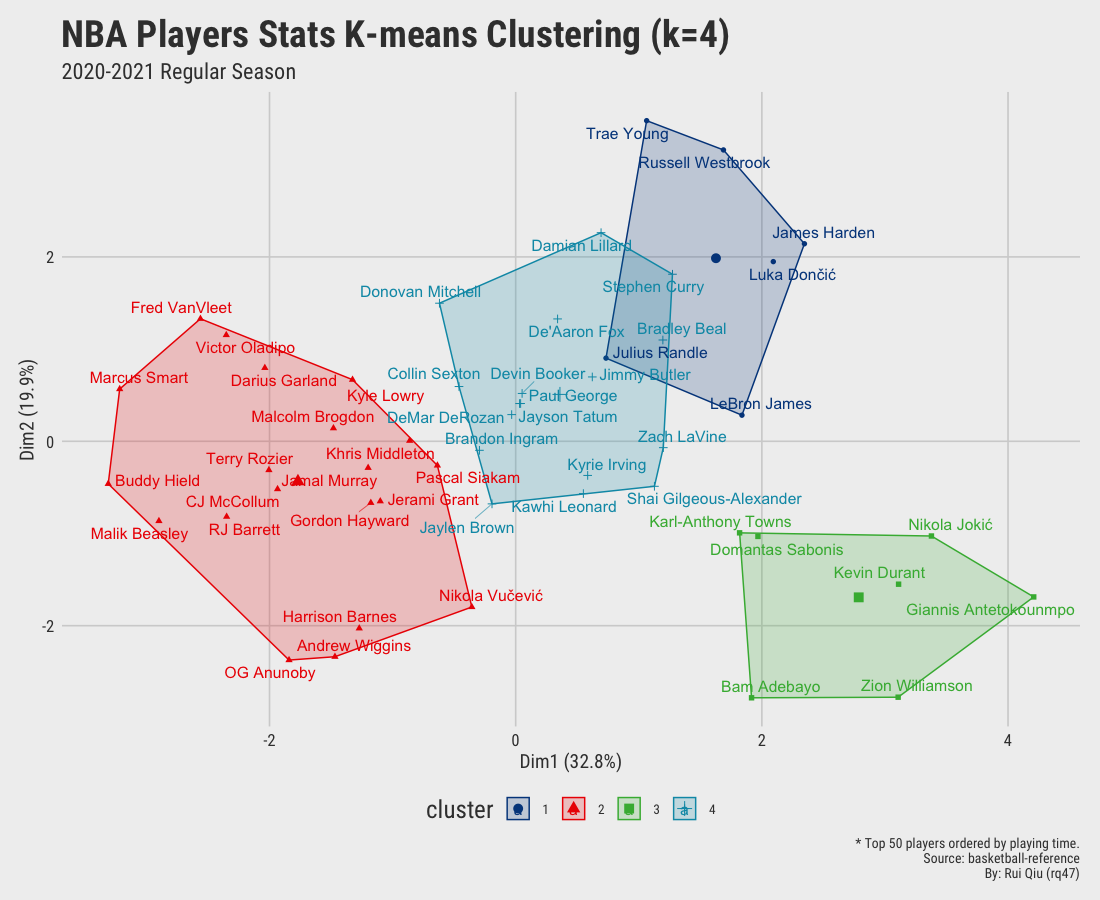 NBA Players Stats K-means Clustering (k=4)
2020-2021 Regular Season
Trae Young
Russell Westbrook
James Harden
Damian Lillard
2
Luka Dončić
Stephen Curry
Donovan Mitchell
Fred VanVleet
De'Aaron Fox
Bradley Beal
Victor Oladipo
Julius Randle
Marcus Smart
Darius Garland
Collin Sexton
Devin Booker
Jimmy Butler
Kyle Lowry
Paul George
LeBron James
Malcolm Brogdon
DeMar DeRozan
Jayson Tatum
Dim2 (19.9%)
0
Brandon Ingram
Zach LaVine
Khris Middleton
Terry Rozier
Kyrie Irving
Buddy Hield
Jamal Murray
Pascal Siakam
CJ McCollum
Jerami Grant
Shai Gilgeous-Alexander
Kawhi Leonard
Gordon Hayward
Karl-Anthony Towns
Nikola Jokić
Malik Beasley
RJ Barrett
Jaylen Brown
Domantas Sabonis
Kevin Durant
Nikola Vučević
Giannis Antetokounmpo
Harrison Barnes
-2
Andrew Wiggins
OG Anunoby
Bam Adebayo
Zion Williamson
-2 0 2 4
Dim1 (32.8%)
cluster a 1 a 2 a 3 a 4
* Top 50 players ordered by playing time.
Source: basketball-reference
By: Rui Qiu (rq47)